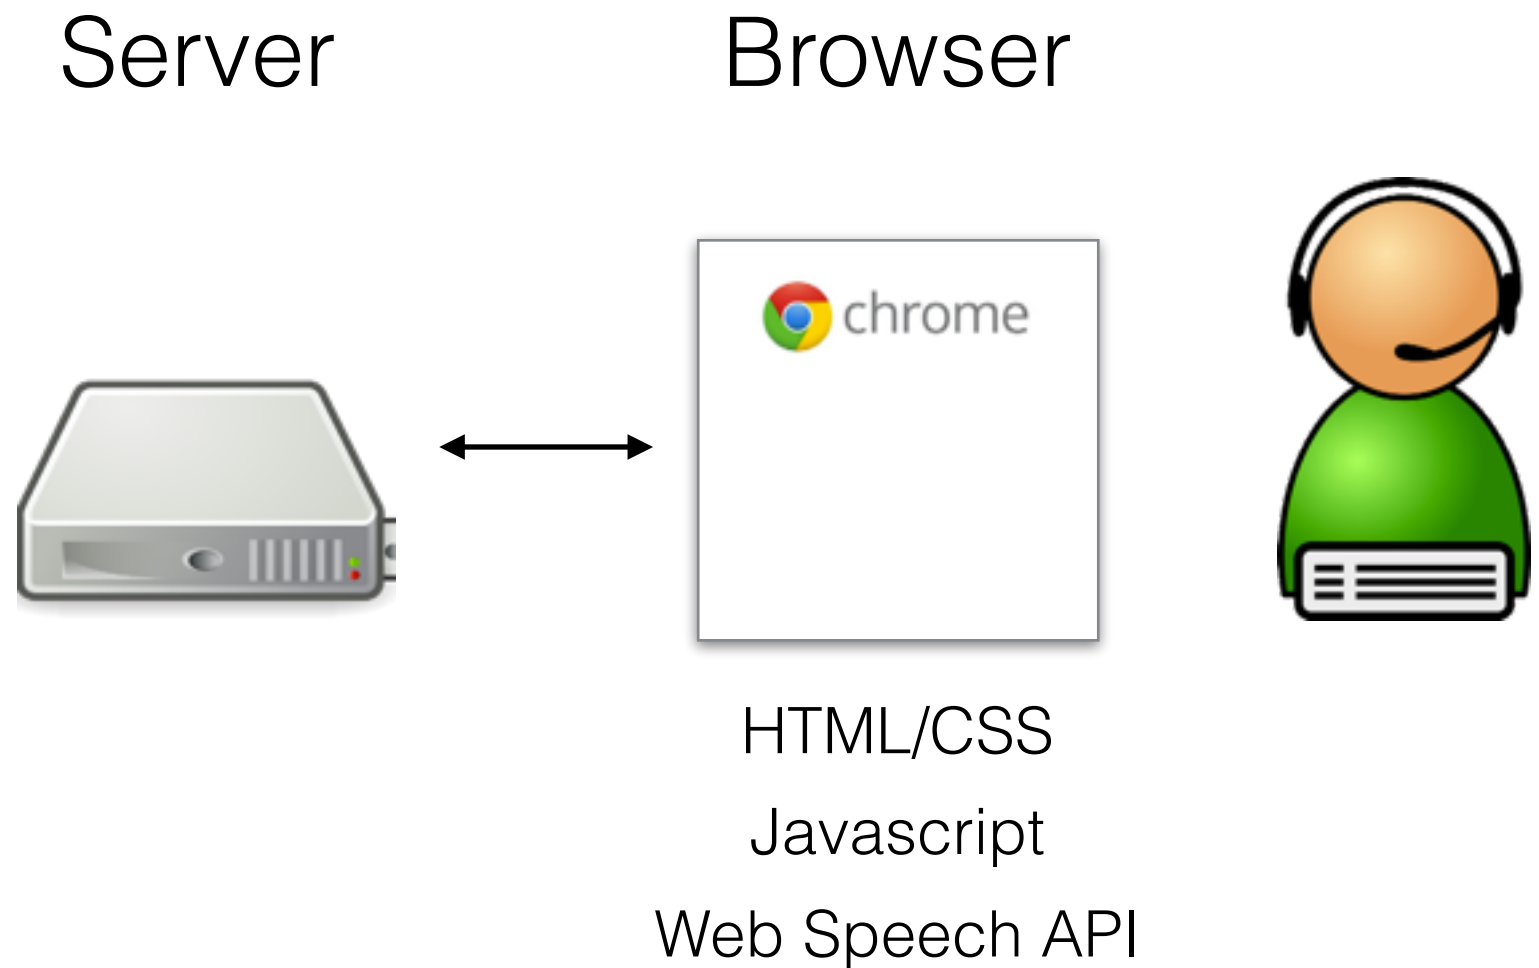 Server
Browser
chrome
HTML/CSS
Javascript
Web Speech API